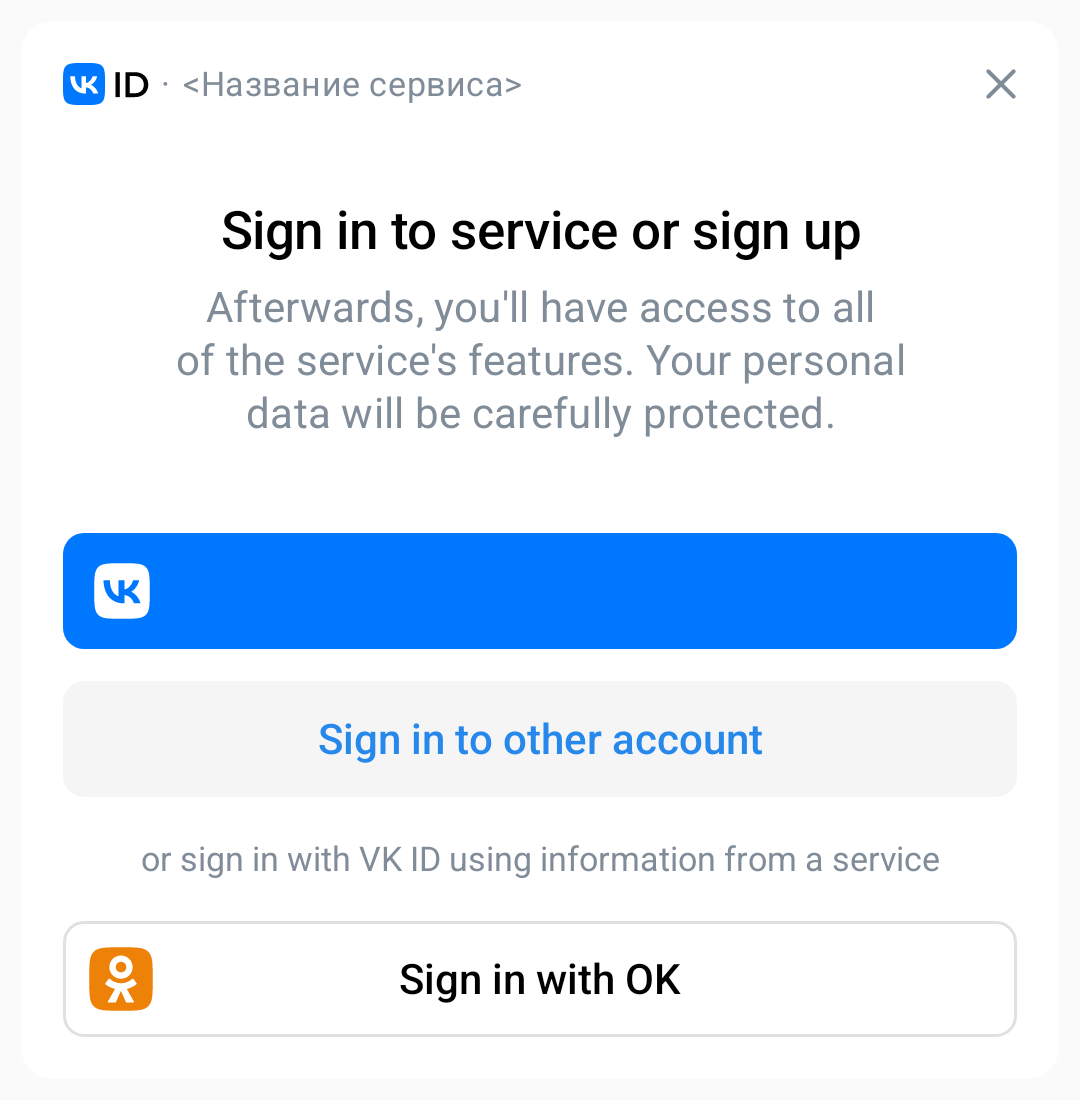 VK ID · <Название сервиса>
Sign in to service or sign up
Afterwards, you'll have access to all
of the service's features. Your personal
data will be carefully protected.
VK
Sign in to other account
or sign in with VK ID using information from a service
Sign in with OK